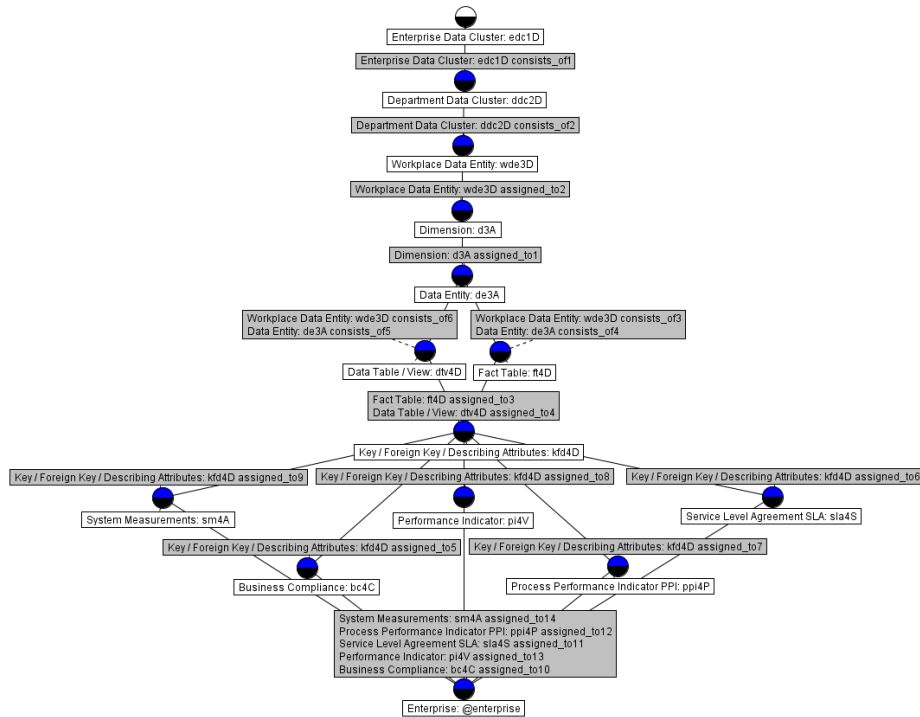 Enterprise Data Cluster: edc1D
Enterprise Data Cluster: edc1D consists_of1
Department Data Cluster: ddc2D
Department Data Cluster: ddc2D consists_of2
Workplace Data Entity: wde3D
Workplace Data Entity: wde3D assigned_to2
Dimension: d3A
Dimension: d3A assigned_to1
Data Entity: de3A
Workplace Data Entity: wde3D consists_of6
Data Entity: de3A consists_of5
Workplace Data Entity: wde3D consists_of3
Data Entity: de3A consists_of4
Data Table / View: dtv4D
Fact Table: ft4D
Fact Table: ft4D assigned_to3
Data Table / View: dtv4D assigned_to4
Key / Foreign Key / Describing Attributes: kfd4D
Key / Foreign Key / Describing Attributes: kfd4D assigned_to9
Key / Foreign Key / Describing Attributes: kfd4D assigned_to8
Key / Foreign Key / Describing Attributes: kfd4D assigned_to6
System Measurements: sm4A
Performance Indicator: pi4V
Service Level Agreement SLA: sla4S
Key / Foreign Key / Describing Attributes: kfd4D assigned_to5
Key / Foreign Key / Describing Attributes: kfd4D assigned_to7
Business Compliance: bc4C
Process Performance Indicator PPI: ppi4P
System Measurements: sm4A assigned_to14
Process Performance Indicator PPI: ppi4P assigned_to12
Service Level Agreement SLA: sla4S assigned_to11
Performance Indicator: pi4V assigned_to13
Business Compliance: bc4C assigned_to10
Enterprise: @enterprise